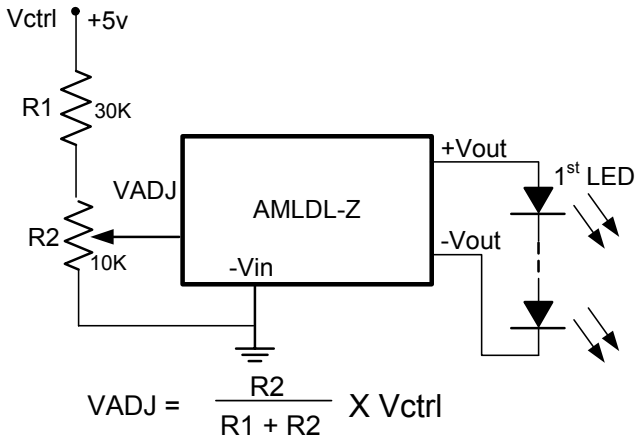 Vctrl +5v
R1 30K
VADJ
R2 10K
AMLDL-Z
-Vin
+Vout
-Vout
1st LED
VADJ = R2 / R1 + R2 X Vctrl